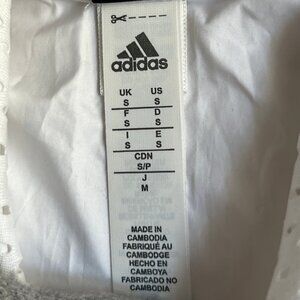 adidas
UK US
S S
F D
S S
I E
S S
CDN
S/P
J
M
MADE IN
CAMBODIA
FABRIQUÉ AU
CAMBODGE
HECHO EN
CAMBOYA
FABRICADO NO
CAMBODIA